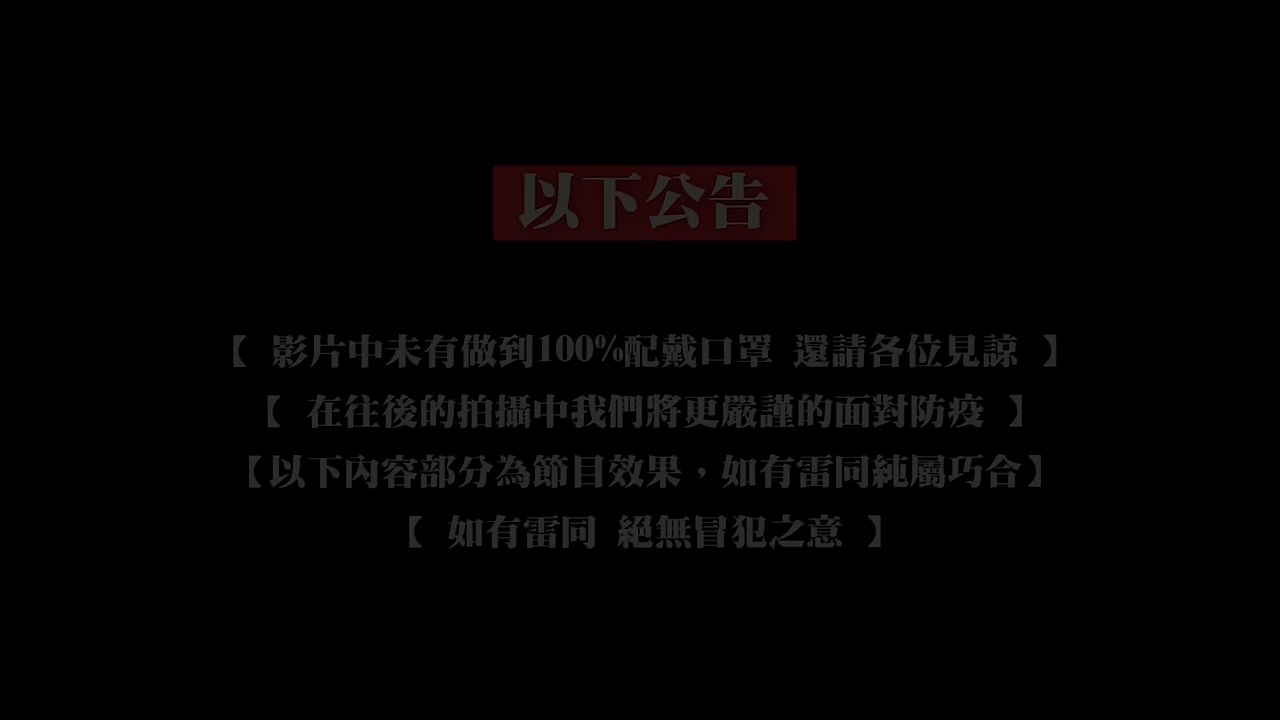 以下公告
【 影片中未有做到100%配戴口罩 還請各位見諒 】
【 在往後的拍攝中我們將更嚴謹的面對防疫 】
【以下內容部分為節目效果，如有雷同純屬巧合】
【 如有雷同 絕無冒犯之意 】